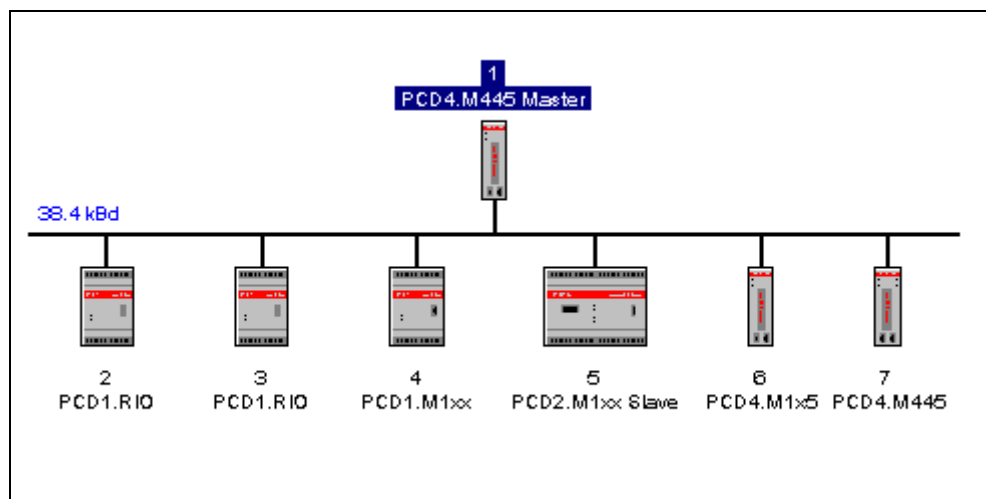 1
PCD4.M445 Master
38.4 kBd
2 3 4 5 6 7
PCD1.RIO PCD1.RIO PCD1.M1xx PCD2.M1xx Slave PCD4.M1x5 PCD4.M445